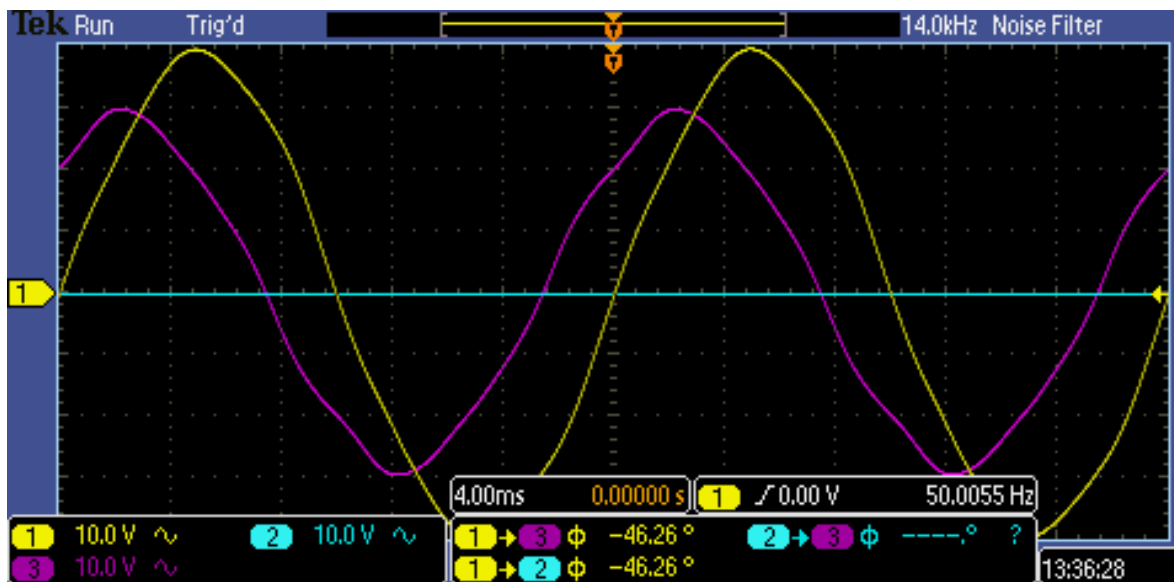 Tek Run Trig'd 14.0kHz Noise Filter
T
T
1
4.00ms 0.00000 s 1 0.00 V 50.0055 Hz
1 10.0 V 2 10.0 V 1 → 3 ϕ −46.26 ° 2 → 3 ϕ ----.° ?
3 10.0 V 1 → 2 ϕ −46.26 ° 13:36:28